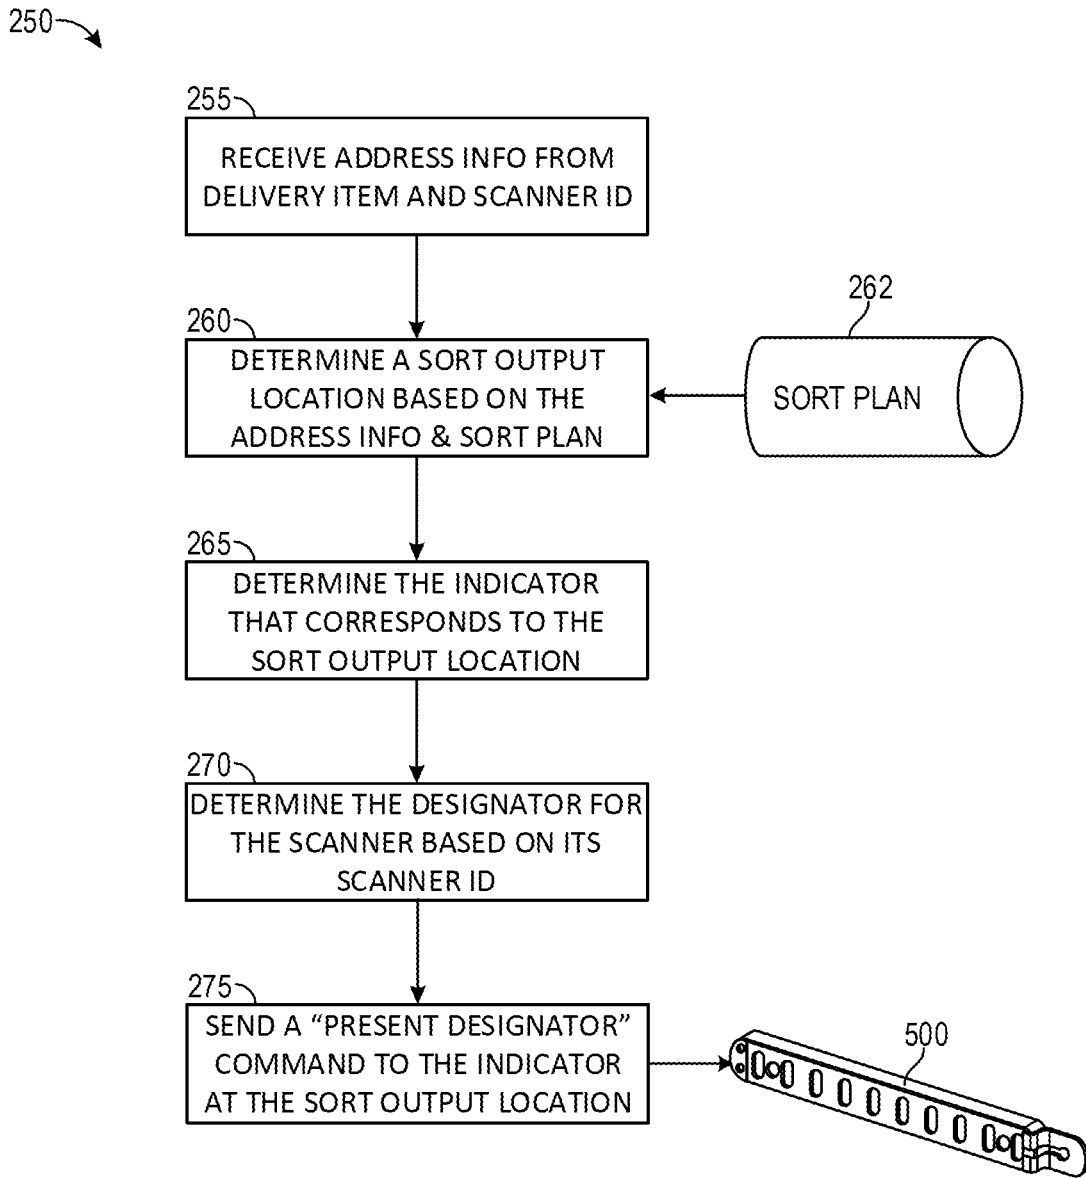 250
255
RECEIVE ADDRESS INFO FROM
DELIVERY ITEM AND SCANNER ID
260
DETERMINE A SORT OUTPUT
LOCATION BASED ON THE
ADDRESS INFO & SORT PLAN
262
SORT PLAN
265
DETERMINE THE INDICATOR
THAT CORRESPONDS TO THE
SORT OUTPUT LOCATION
270
DETERMINE THE DESIGNATOR FOR
THE SCANNER BASED ON ITS
SCANNER ID
275
SEND A “PRESENT DESIGNATOR”
COMMAND TO THE INDICATOR
AT THE SORT OUTPUT LOCATION
500